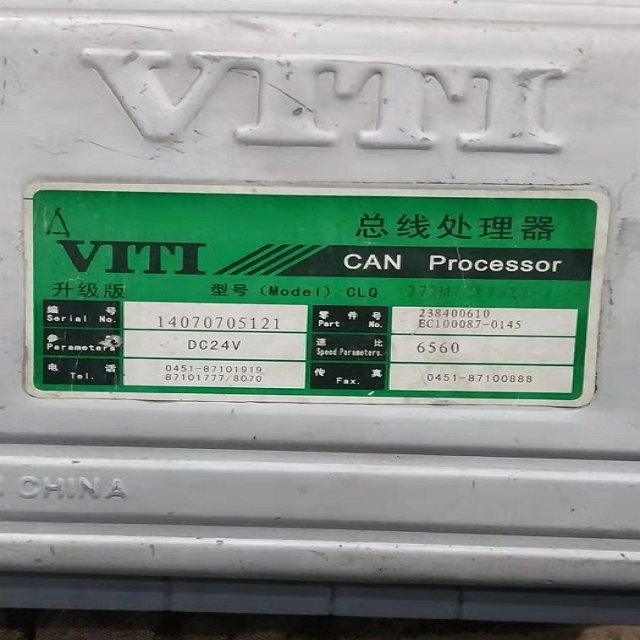 VITI
VITI
总线处理器
CAN Processor
升级版 型号 (Model):CLQ
编号 Serial No. 14070705121
零件号 Part No. 238400610 EC100087-0145
参 Parameters DC24V
速比 Speed Parameters. 6560
电话 Tel. 0451-87101919 87101777/8070
传真 Fax. 0451-87100888
CHINA